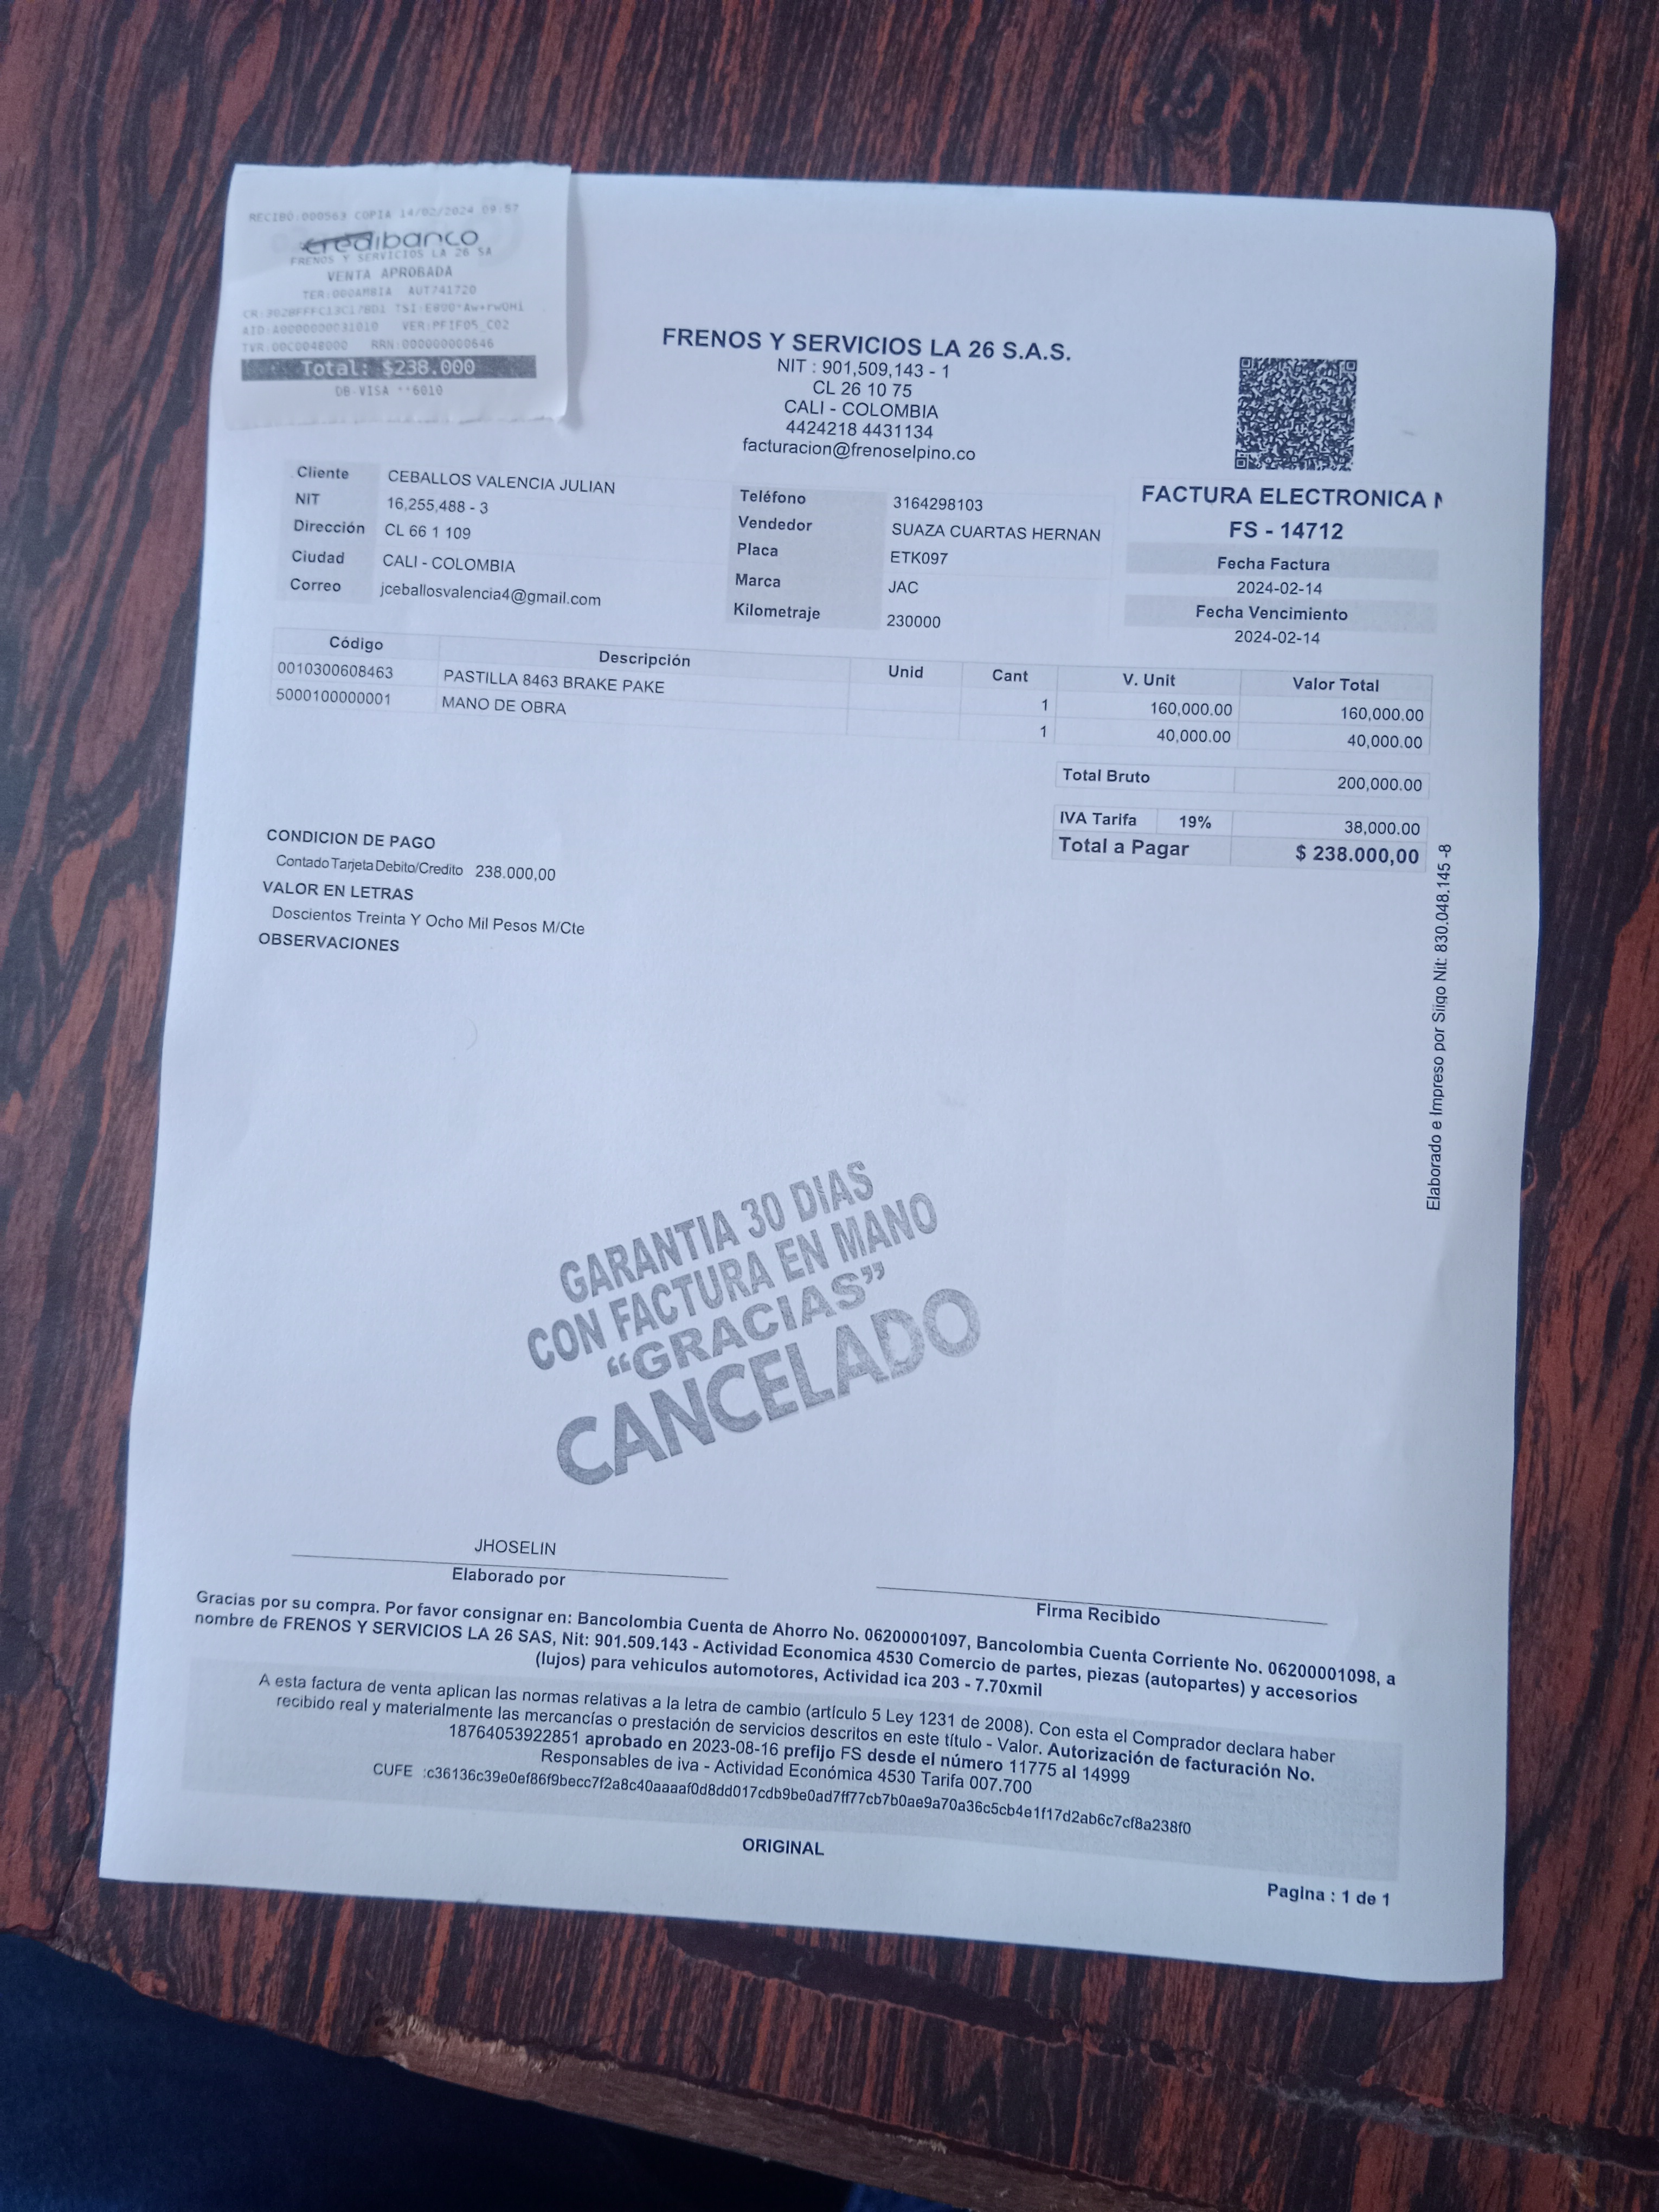 RECIBO:000563 COPIA 14/02/2024 09:57
credibanco
FRENOS Y SERVICIOS LA 26 SA
VENTA APROBADA
TER:000AMBIA AUT741720
AID:A0000000031010 VER:PF1F05_C02
TVR:00C0048000 RRN:000000000646
Total: $238.000
DB-VISA **6010
FRENOS Y SERVICIOS LA 26 S.A.S.
NIT : 901,509,143 - 1
CL 26 10 75
CALI - COLOMBIA
4424218 4431134
facturacion@frenoselpino.co
Cliente CEBALLOS VALENCIA JULIAN
NIT 16,255,488 - 3
Dirección CL 66 1 109
Ciudad CALI - COLOMBIA
Correo jceballosvalencia4@gmail.com
Teléfono 3164298103
Vendedor SUAZA CUARTAS HERNAN
Placa ETK097
Marca JAC
Kilometraje 230000
FACTURA ELECTRONICA
FS - 14712
Fecha Factura
2024-02-14
Fecha Vencimiento
2024-02-14
Código Descripción Unid Cant V. Unit Valor Total
0010300608463 PASTILLA 8463 BRAKE PAKE 1 160,000.00 160,000.00
5000100000001 MANO DE OBRA 1 40,000.00 40,000.00
Total Bruto 200,000.00
IVA Tarifa 19% 38,000.00
Total a Pagar $ 238.000,00
CONDICION DE PAGO
Contado Tarjeta Debito/Credito 238.000,00
VALOR EN LETRAS
Doscientos Treinta Y Ocho Mil Pesos M/Cte
OBSERVACIONES
Elaborado e Impreso por Siigo Nit: 830.048.145 -8
GARANTIA 30 DIAS
CON FACTURA EN MANO
“GRACIAS”
CANCELADO
JHOSELIN
Elaborado por
Firma Recibido
Gracias por su compra. Por favor consignar en: Bancolombia Cuenta de Ahorro No. 06200001097, Bancolombia Cuenta Corriente No. 06200001098, a
nombre de FRENOS Y SERVICIOS LA 26 SAS, Nit: 901.509.143 - Actividad Economica 4530 Comercio de partes, piezas (autopartes) y accesorios
(lujos) para vehiculos automotores, Actividad ica 203 - 7.70xmil
A esta factura de venta aplican las normas relativas a la letra de cambio (artículo 5 Ley 1231 de 2008). Con esta el Comprador declara haber
recibido real y materialmente las mercancías o prestación de servicios descritos en este título - Valor. Autorización de facturación No.
18764053922851 aprobado en 2023-08-16 prefijo FS desde el número 11775 al 14999
Responsables de iva - Actividad Económica 4530 Tarifa 007.700
CUFE :c36136c39e0ef86f9becc7f2a8c40aaaaf0d8dd017cdb9be0ad7ff77cb7b0ae9a70a36c5cb4e1f17d2ab6c7cf8a238f0
ORIGINAL
Pagina : 1 de 1